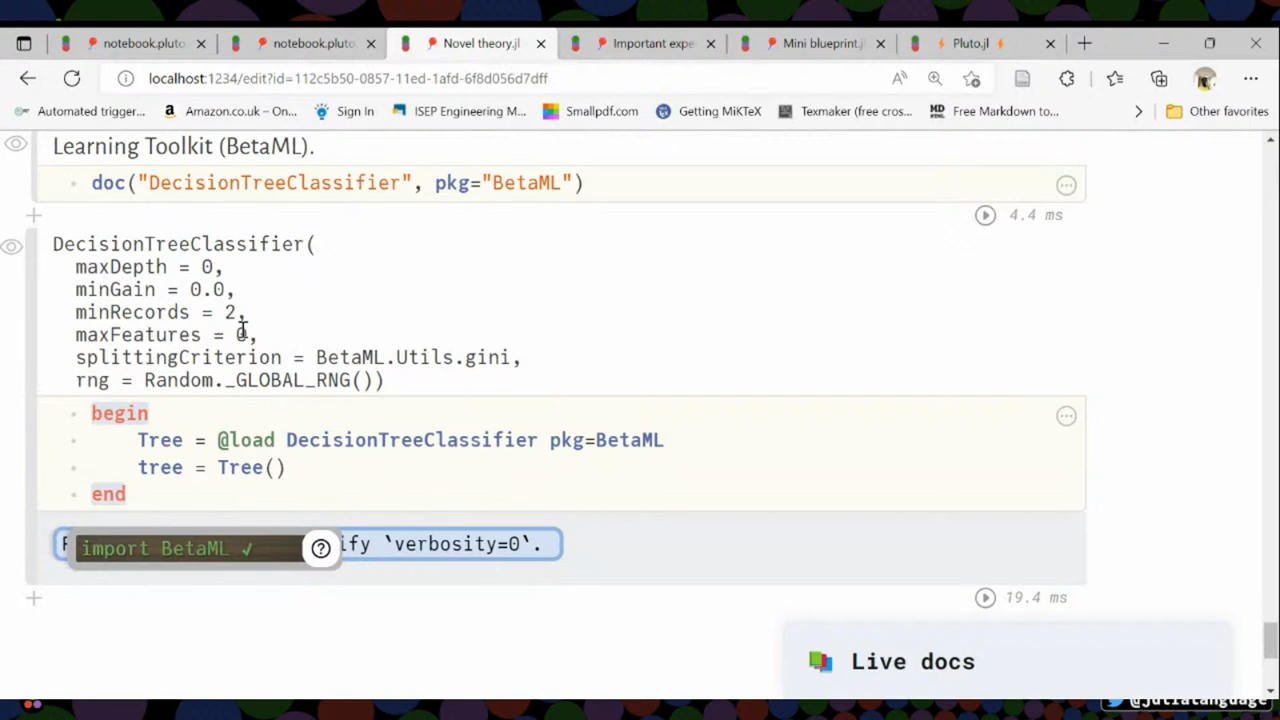 notebook.pluto
notebook.pluto
Novel theory.jl
Important expe
Mini blueprint.jl
Pluto.jl
localhost:1234/edit?id=112c5b50-0857-11ed-1afd-6f8d056d7dff
Automated trigger...
Amazon.co.uk – On...
Sign In
ISEP Engineering M...
Smallpdf.com
Getting MiKTeX
Texmaker (free cros...
Free Markdown to...
Other favorites
Learning Toolkit (BetaML).
doc("DecisionTreeClassifier", pkg="BetaML")
4.4 ms
DecisionTreeClassifier(
maxDepth = 0,
minGain = 0.0,
minRecords = 2,
maxFeatures = 0,
splittingCriterion = BetaML.Utils.gini,
rng = Random._GLOBAL_RNG())
begin
Tree = @load DecisionTreeClassifier pkg=BetaML
tree = Tree()
end
import BetaML ✓ ify `verbosity=0`.
19.4 ms
Live docs
@julialanguage